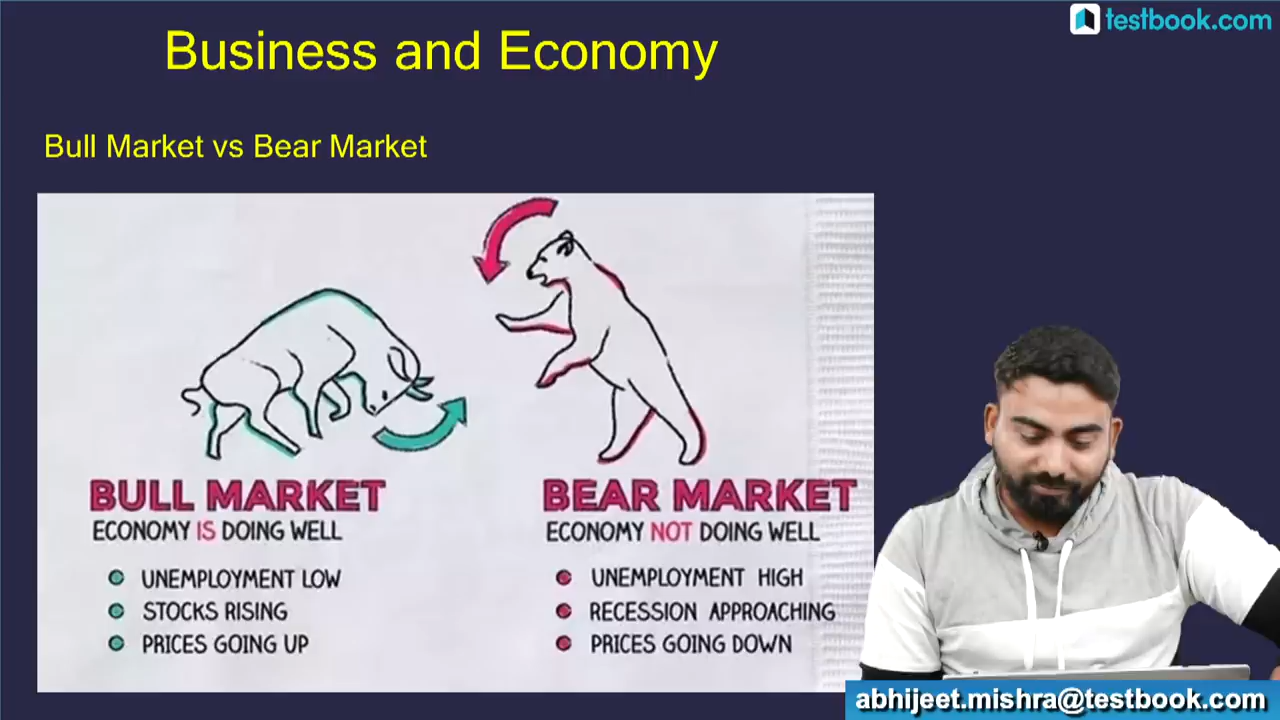 testbook.com
Business and Economy
Bull Market vs Bear Market
BULL MARKET
ECONOMY IS DOING WELL
UNEMPLOYMENT LOW
STOCKS RISING
PRICES GOING UP
BEAR MARKET
ECONOMY NOT DOING WELL
UNEMPLOYMENT HIGH
RECESSION APPROACHING
PRICES GOING DOWN
abhijeet.mishra@testbook.com